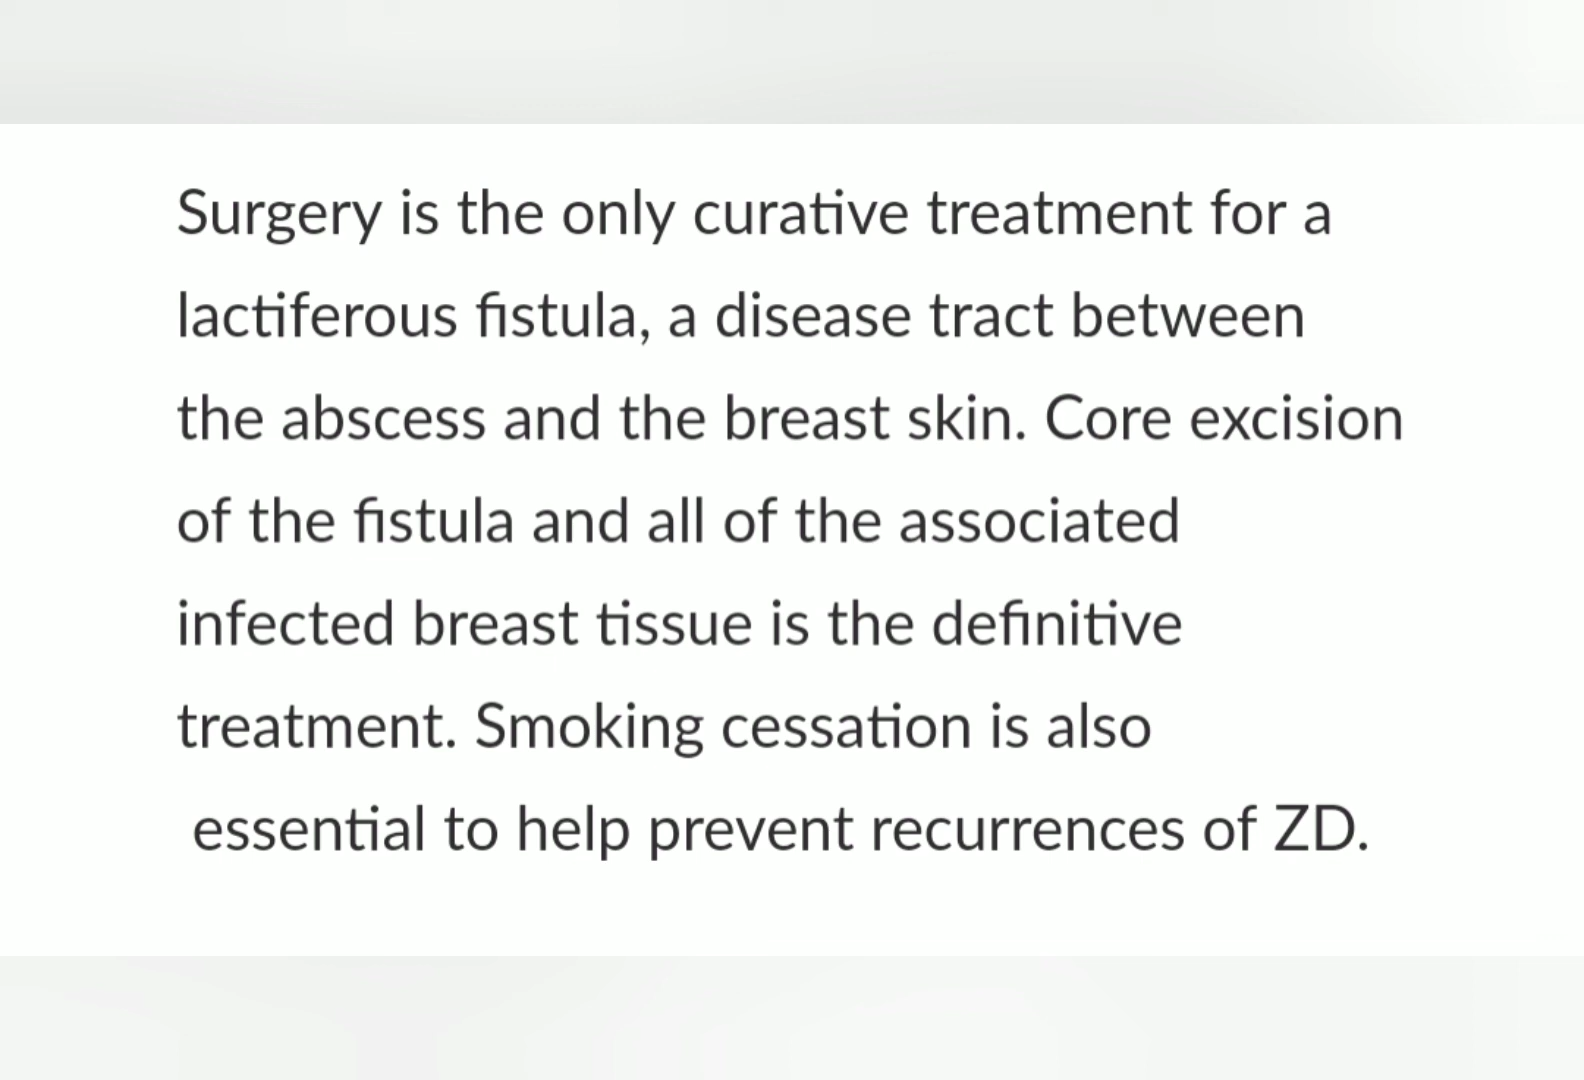 Surgery is the only curative treatment for a
lactiferous fistula, a disease tract between
the abscess and the breast skin. Core excision
of the fistula and all of the associated
infected breast tissue is the definitive
treatment. Smoking cessation is also
essential to help prevent recurrences of ZD.